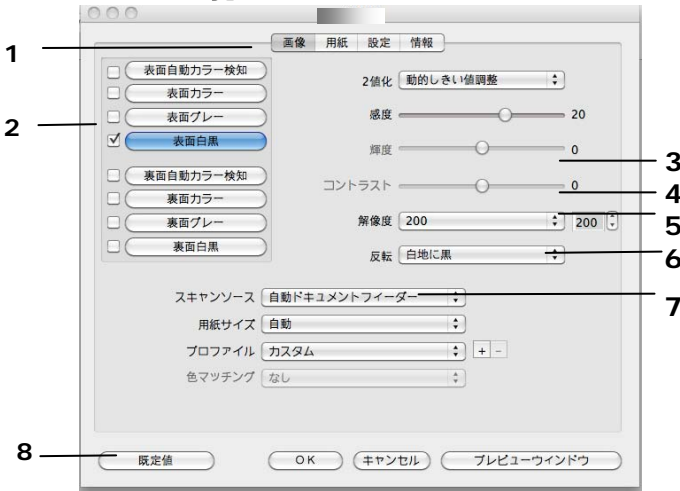 1
画像 用紙 設定 情報
表面自動カラー検知
2値化 動的しきい値調整
表面カラー
感度 20
表面グレー
2
表面白黒
輝度 0
3
裏面自動カラー検知
コントラスト 0
4
裏面カラー
解像度 200 200
5
裏面グレー
裏面白黒
反転 白地に黒
6
スキャンソース 自動ドキュメントフィーダー
7
用紙サイズ 自動
プロファイル カスタム + -
色マッチング なし
8
既定値 OK キャンセル プレビューウィンドウ